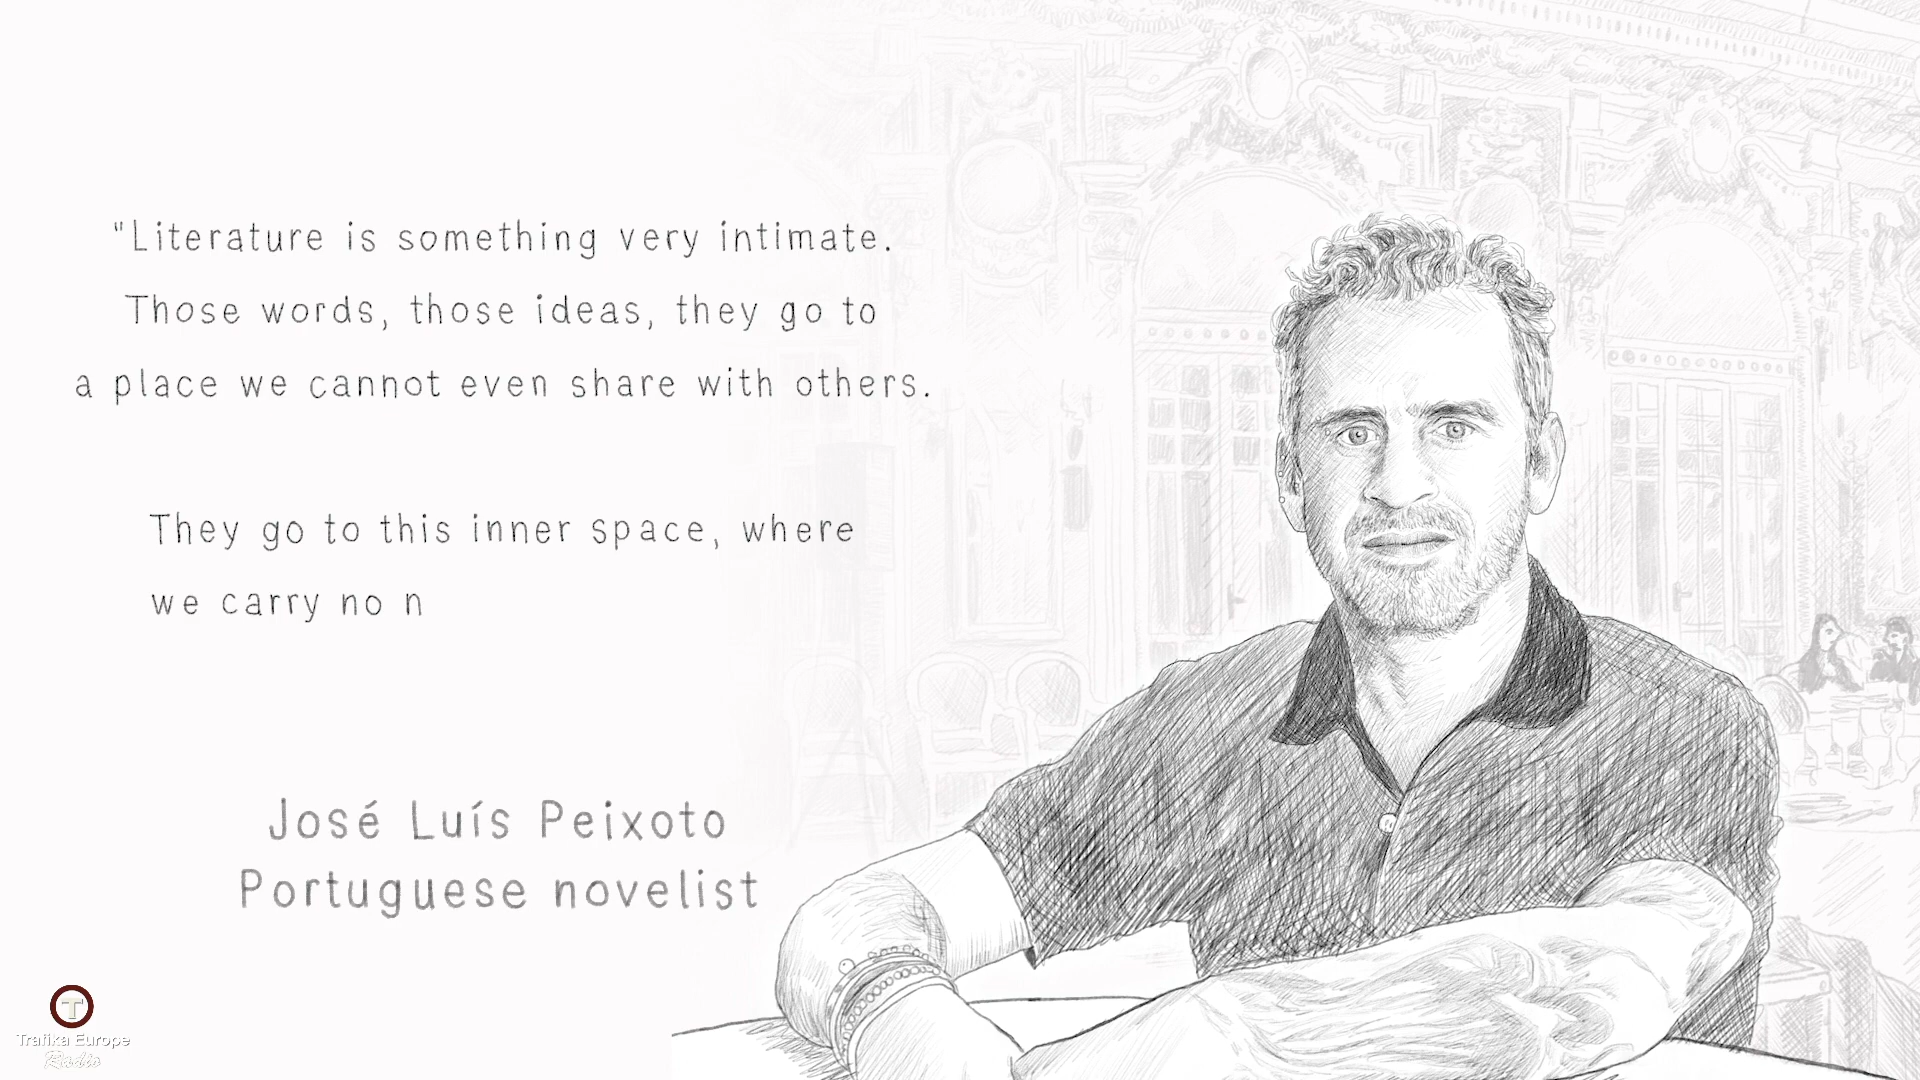 "Literature is something very intimate.
Those words, those ideas, they go to
a place we cannot even share with others.
They go to this inner space, where
we carry no n
José Luís Peixoto
Portuguese novelist
T
Trafika Europe
Radio